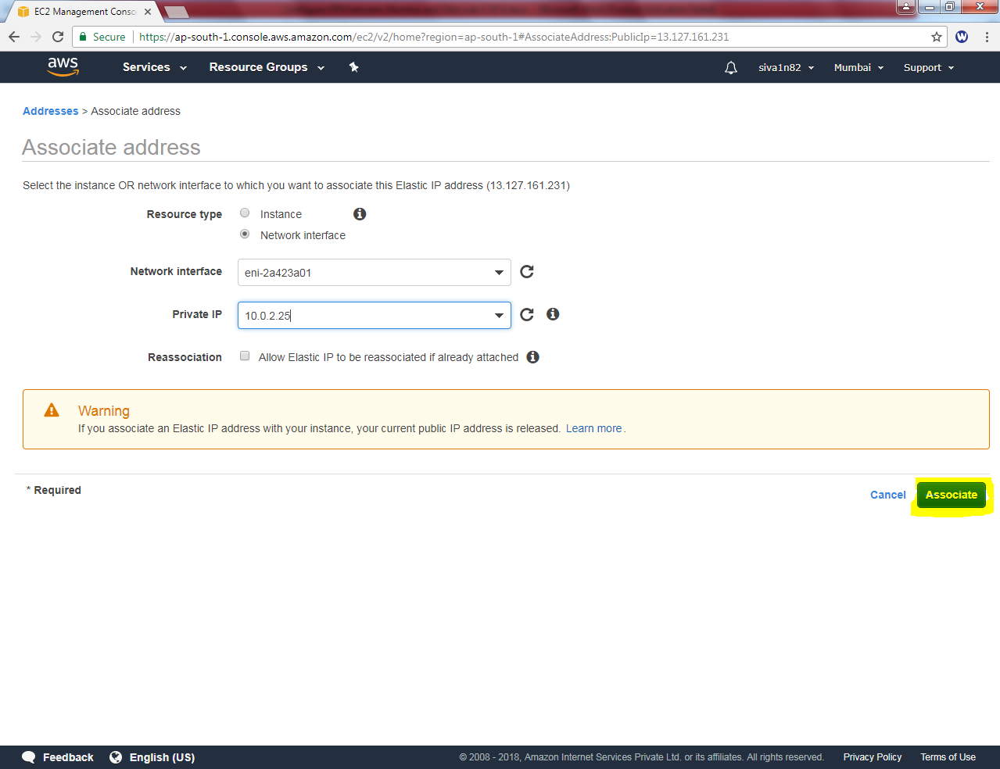 EC2 Management Conso
Secure https://ap-south-1.console.aws.amazon.com/ec2/v2/home?region=ap-south-1#AssociateAddress:PublicIp=13.127.161.231
W
aws Services Resource Groups siva1n82 Mumbai Support
Addresses > Associate address
Associate address
Select the instance OR network interface to which you want to associate this Elastic IP address (13.127.161.231)
Resource type Instance
Network interface
Network interface eni-2a423a01
Private IP 10.0.2.25
Reassociation Allow Elastic IP to be reassociated if already attached
Warning
If you associate an Elastic IP address with your instance, your current public IP address is released. Learn more.
* Required
Cancel Associate
Feedback English (US) © 2008 - 2018, Amazon Internet Services Private Ltd. or its affiliates. All rights reserved. Privacy Policy Terms of Use